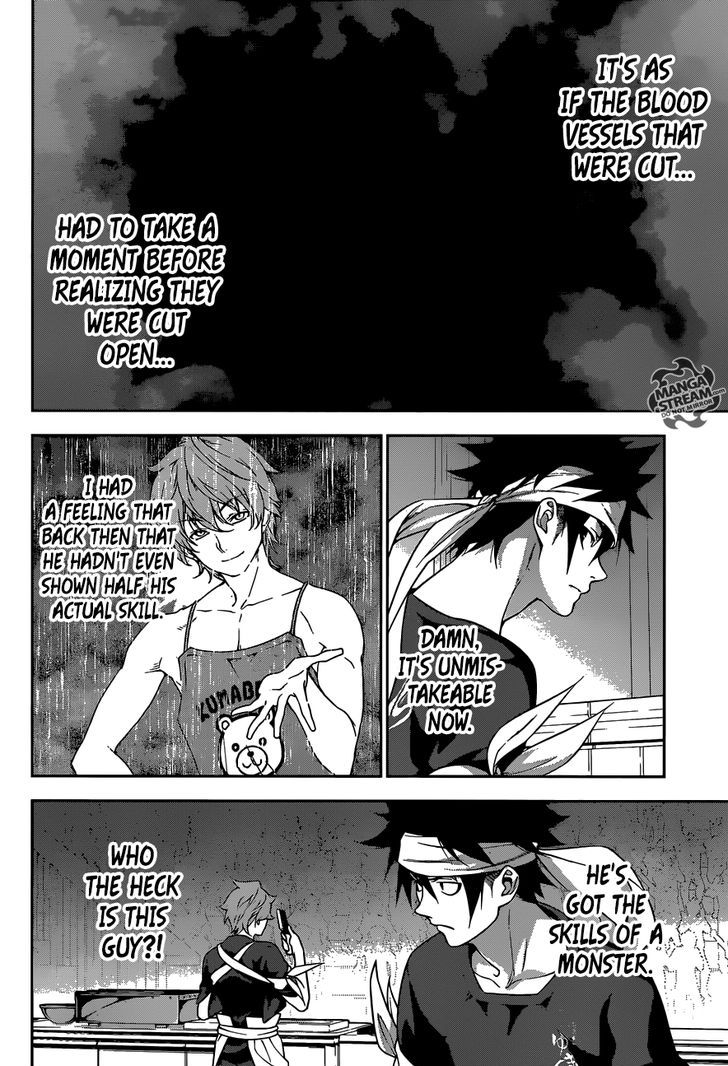 IT'S AS
IF THE BLOOD
VESSELS THAT
WERE CUT...
HAD TO TAKE A
MOMENT BEFORE
REALIZING THEY
WERE CUT
OPEN...
MANGA
STREAM.com
DO NOT MIRROR
DAMN,
IT'S UNMIS-
TAKEABLE
NOW.
I HAD
A FEELING THAT
BACK THEN THAT
HE HADN'T EVEN
SHOWN HALF HIS
ACTUAL SKILL.
HE'S
GOT THE
SKILLS OF A
MONSTER.
WHO
THE HECK
IS THIS
GUY?!